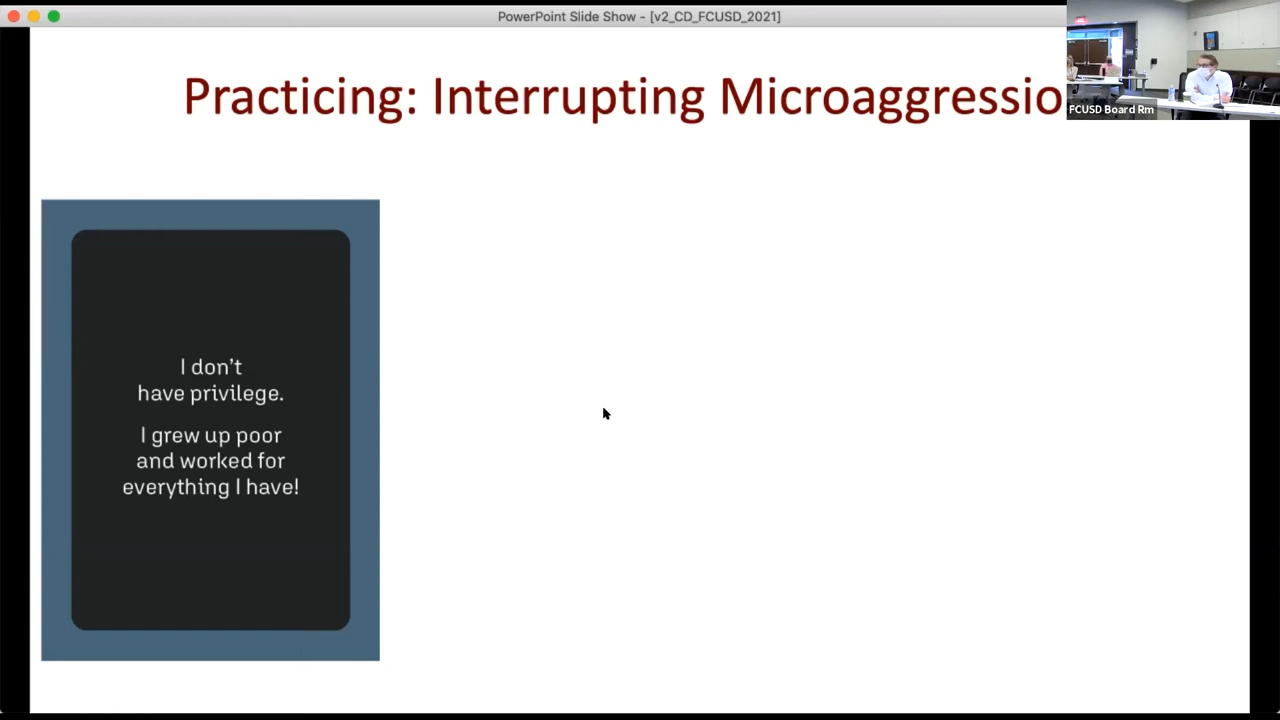 PowerPoint Slide Show - [v2_CD_FCUSD_2021]
Practicing: Interrupting Microaggressio
FCUSD Board Rm
I don't
have privilege.
I grew up poor
and worked for
everything I have!